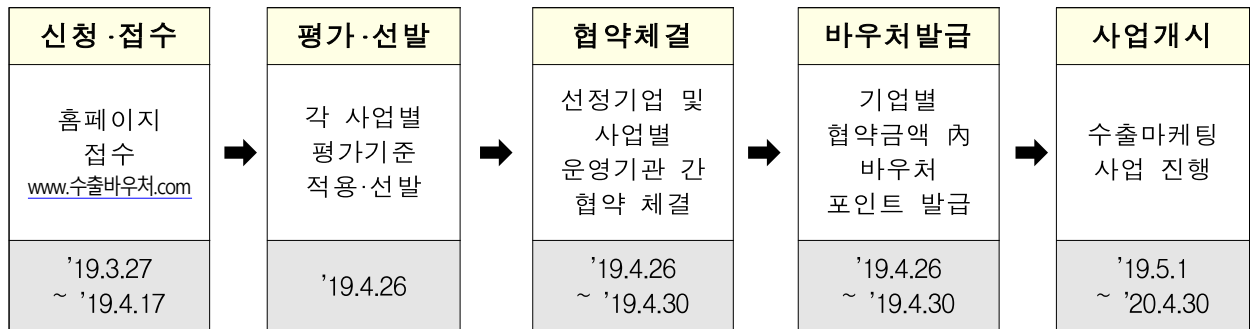 신청·접수
홈페이지
접수
www.수출바우처.com
'19.3.27
~ '19.4.17
평가·선발
각 사업별
평가기준
적용·선발
'19.4.26
협약체결
선정기업 및
사업별
운영기관 간
협약 체결
'19.4.26
~ '19.4.30
바우처발급
기업별
협약금액 內
바우처
포인트 발급
'19.4.26
~ '19.4.30
사업개시
수출마케팅
사업 진행
'19.5.1
~ '20.4.30